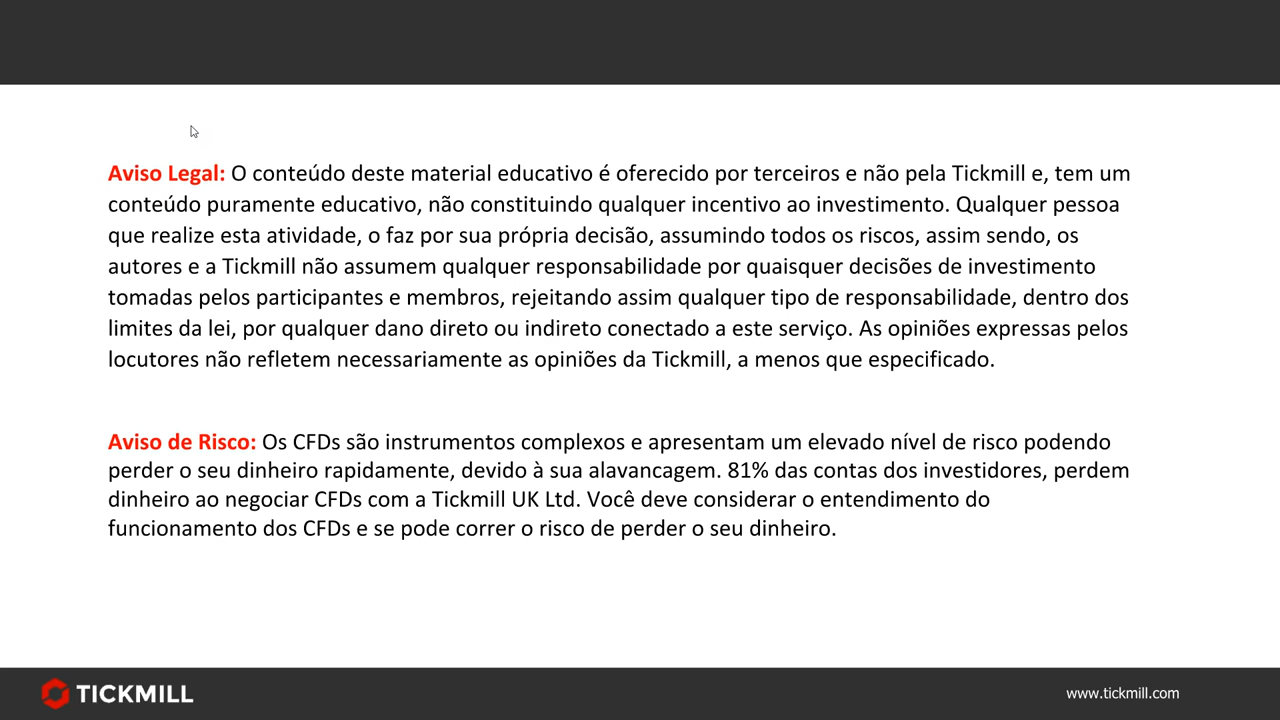 Aviso Legal: O conteúdo deste material educativo é oferecido por terceiros e não pela Tickmill e, tem um
conteúdo puramente educativo, não constituindo qualquer incentivo ao investimento. Qualquer pessoa
que realize esta atividade, o faz por sua própria decisão, assumindo todos os riscos, assim sendo, os
autores e a Tickmill não assumem qualquer responsabilidade por quaisquer decisões de investimento
tomadas pelos participantes e membros, rejeitando assim qualquer tipo de responsabilidade, dentro dos
limites da lei, por qualquer dano direto ou indireto conectado a este serviço. As opiniões expressas pelos
locutores não refletem necessariamente as opiniões da Tickmill, a menos que especificado.
Aviso de Risco: Os CFDs são instrumentos complexos e apresentam um elevado nível de risco podendo
perder o seu dinheiro rapidamente, devido à sua alavancagem. 81% das contas dos investidores, perdem
dinheiro ao negociar CFDs com a Tickmill UK Ltd. Você deve considerar o entendimento do
funcionamento dos CFDs e se pode correr o risco de perder o seu dinheiro.
TICKMILL
www.tickmill.com